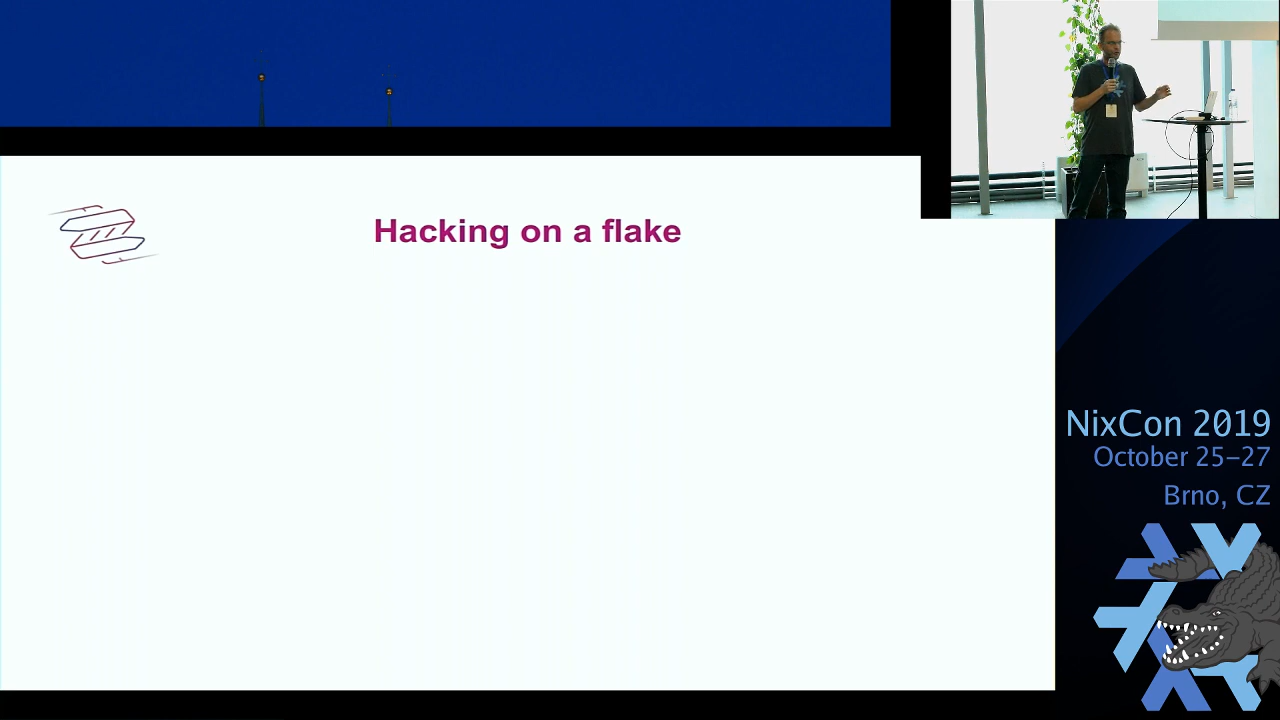 Hacking on a flake
NixCon 2019
October 25–27
Brno, CZ